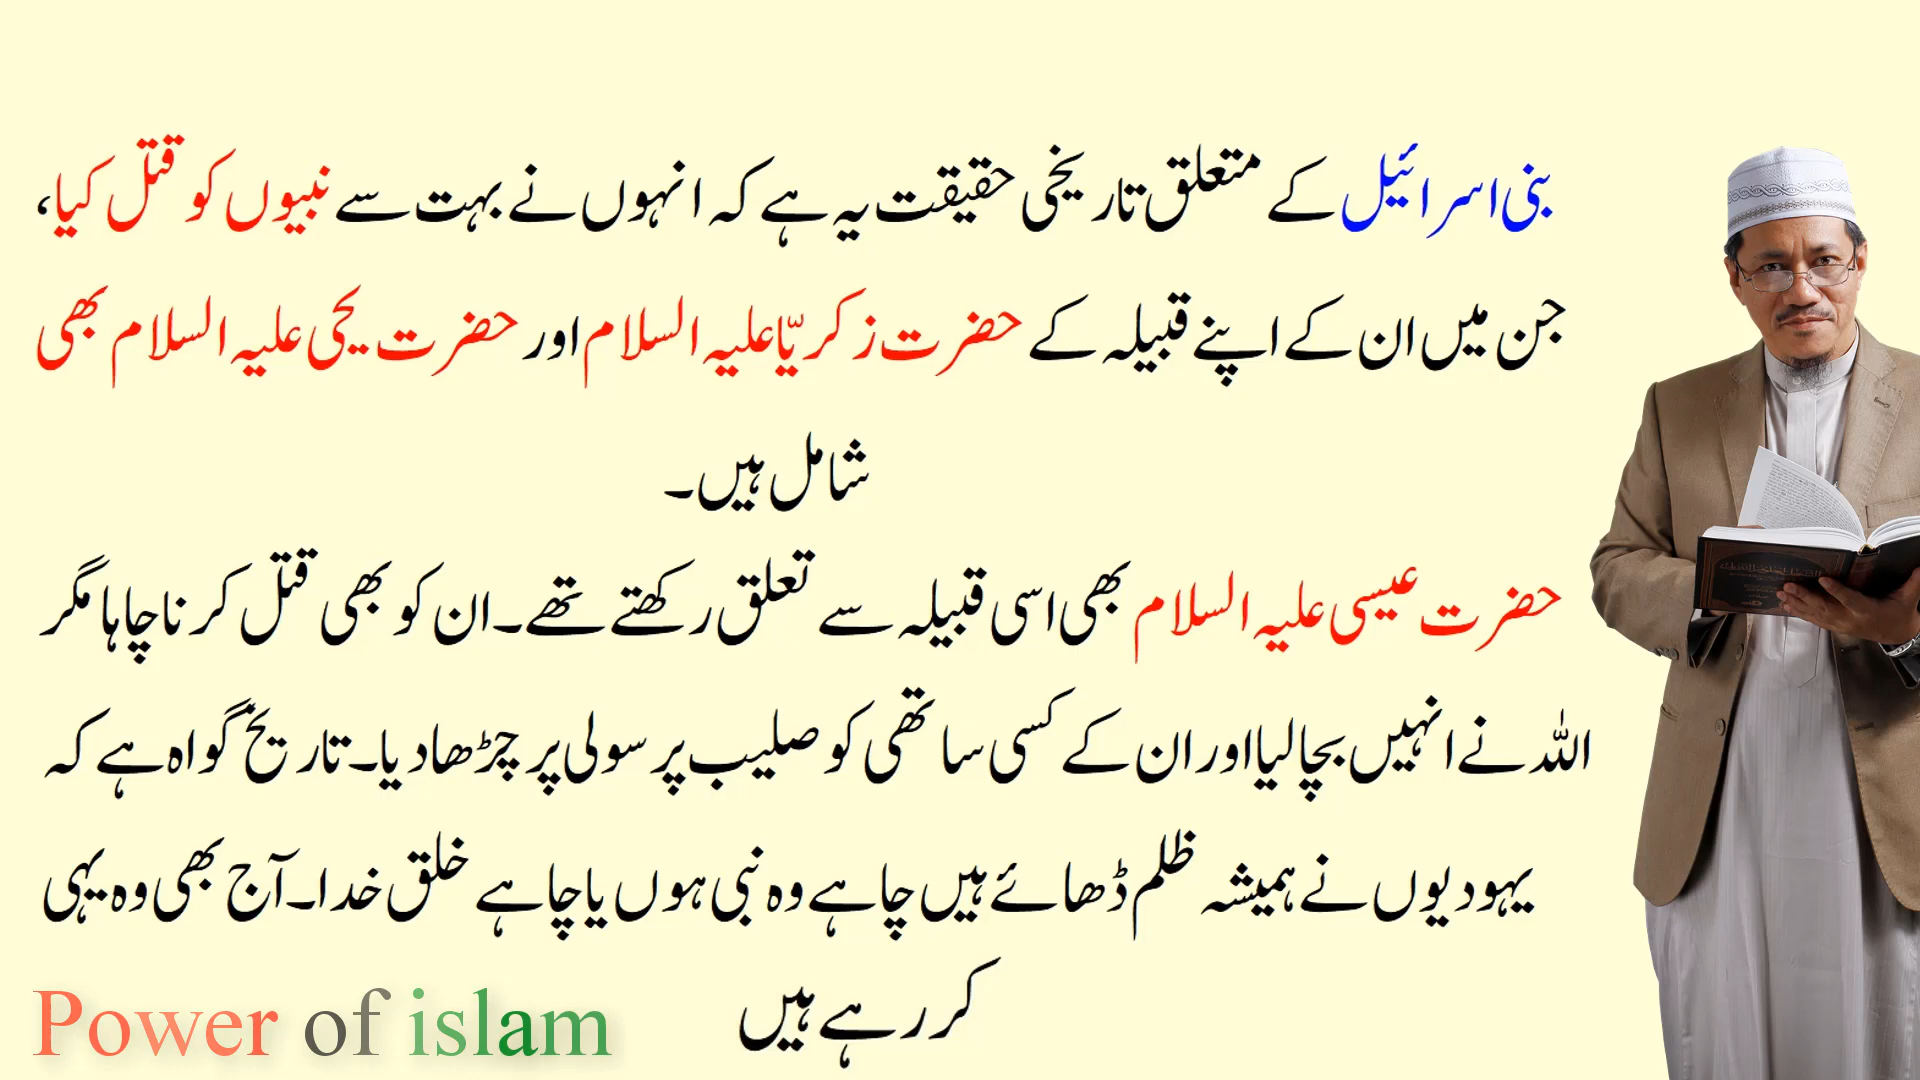 بنی اسرائیل کے متعلق تاریخی حقیقت یہ ہے کہ انہوں نے بہت سے نبیوں کو قتل کیا،
جن میں ان کے اپنے قبیلہ کے حضرت زکریّا علیہ السلام اور حضرت یحیی علیہ السلام بھی
شامل ہیں۔
حضرت عیسی علیہ السلام بھی اسی قبیلہ سے تعلق رکھتے تھے۔ ان کو بھی قتل کرنا چاہا مگر
اللہ نے انہیں بچا لیا اور ان کے کسی ساتھی کو صلیب پر سولی پر چڑھا دیا۔ تاریخ گواہ ہے کہ
یہودیوں نے ہمیشہ ظلم ڈھائے ہیں چاہے وہ نبی ہوں یا چاہے خلق خدا۔ آج بھی وہ یہی
کر رہے ہیں
Power of islam